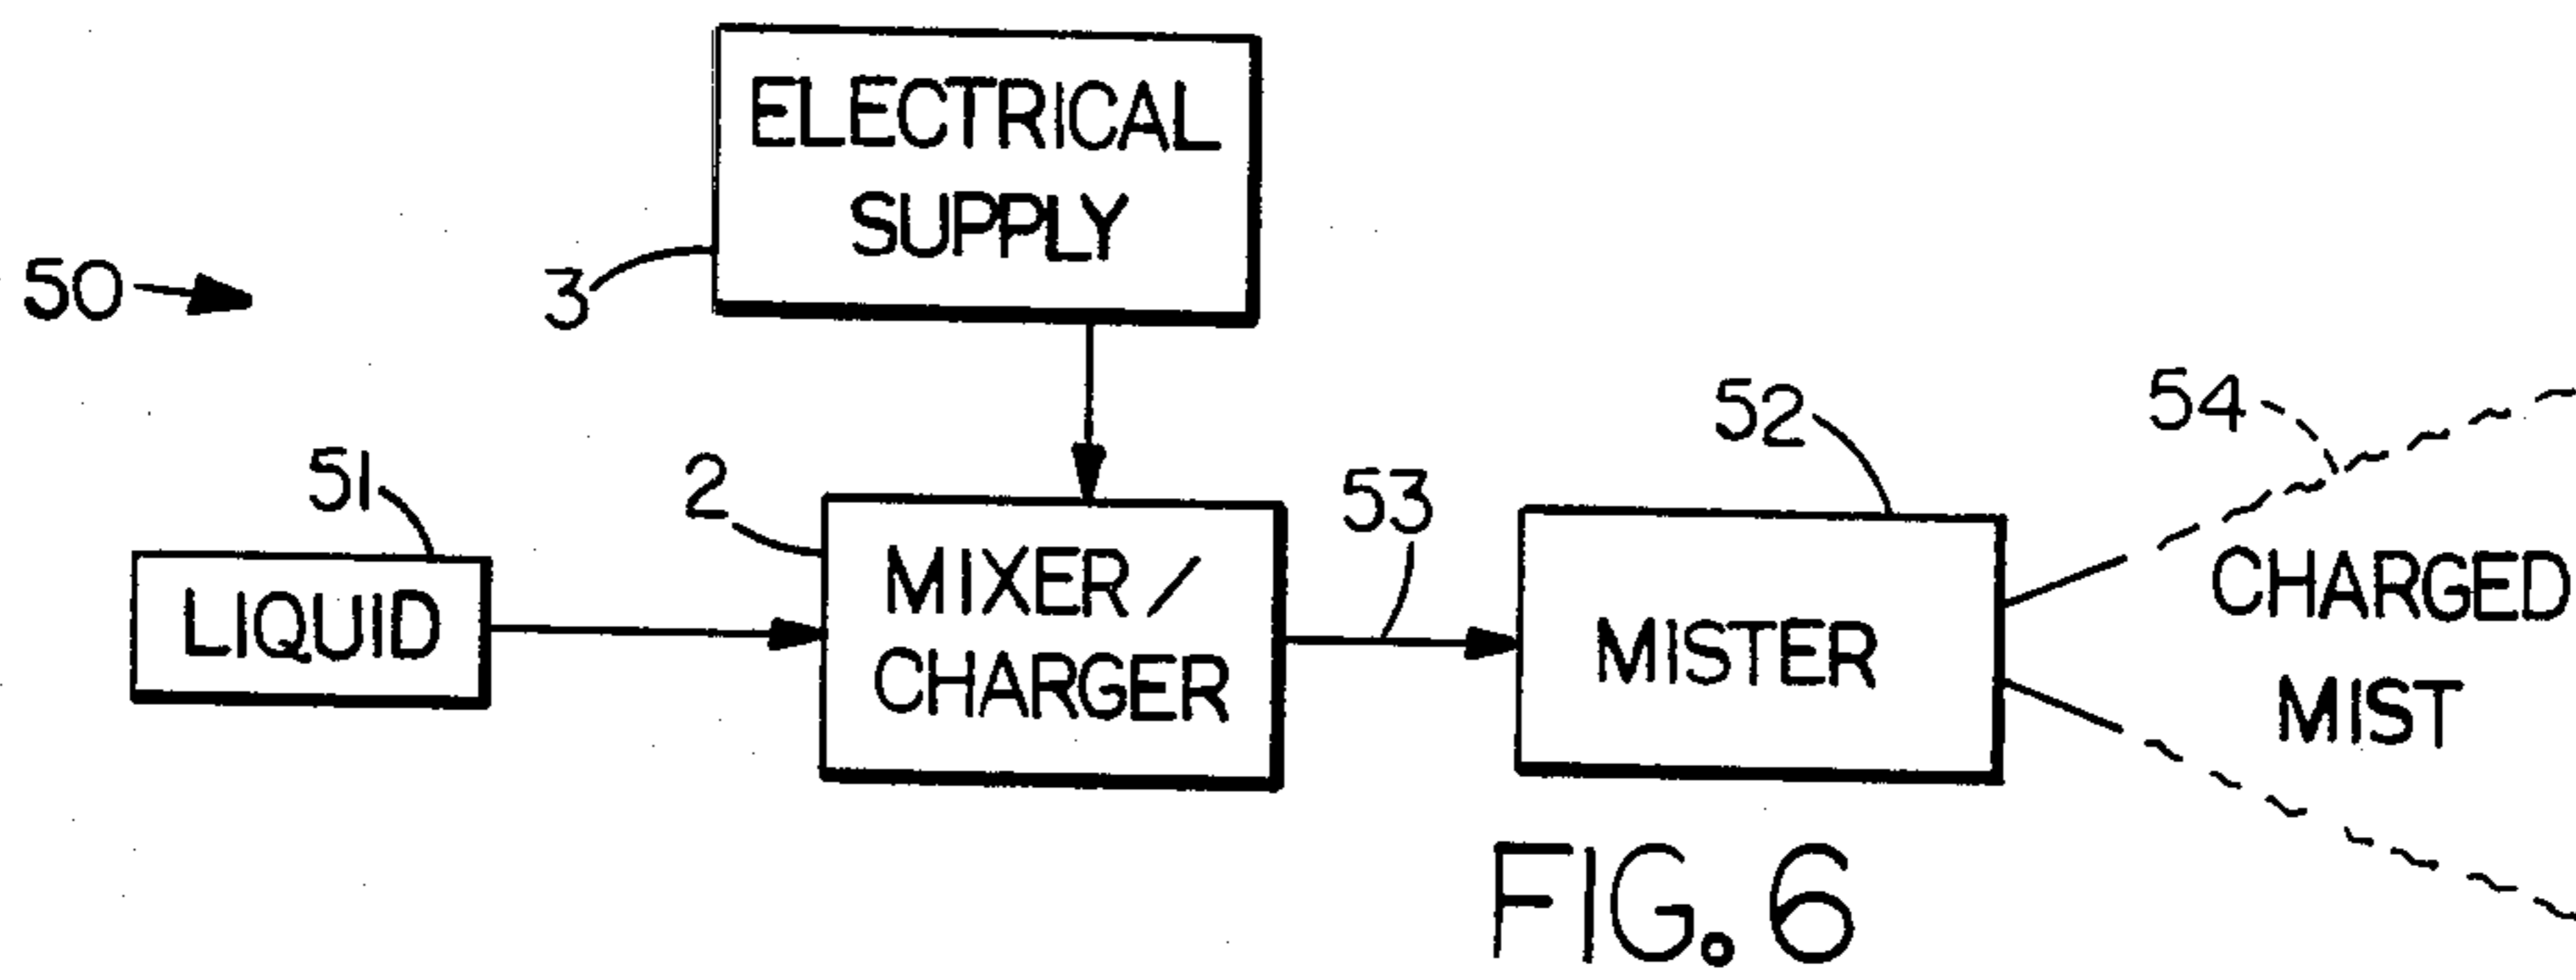 ELECTRICAL
SUPPLY
3
50
51
LIQUID
2
MIXER /
CHARGER
53
52
MISTER
54
CHARGED
MIST
FIG. 6